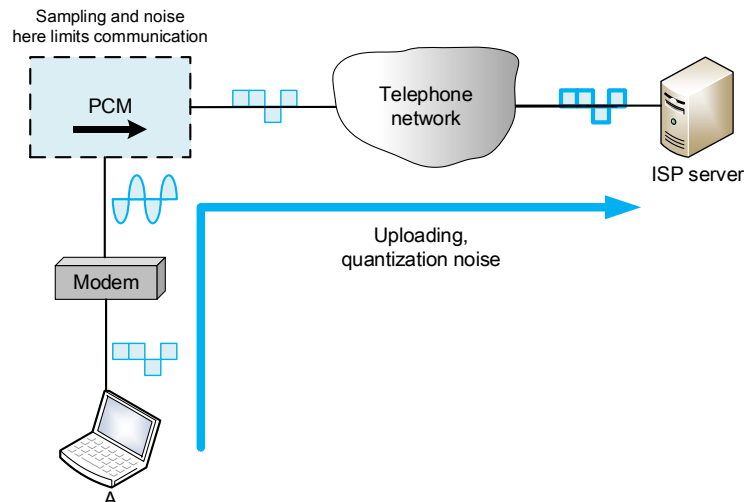 Sampling and noise
here limits communication
PCM
Telephone
network
ISP server
Uploading,
quantization noise
Modem
A